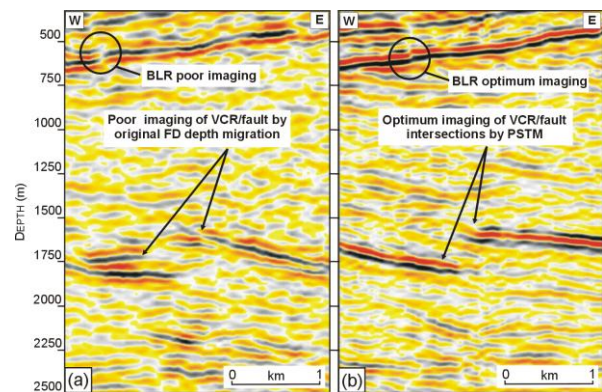 W
E
BLR poor imaging
Poor imaging of VCR/fault by
original FD depth migration
500
750
1000
1250
1500
1750
2000
2250
2500
DEPTH (m)
(a)
0 km 1
W
E
BLR optimum imaging
Optimum imaging of VCR/fault
intersections by PSTM
(b)
0 km 1